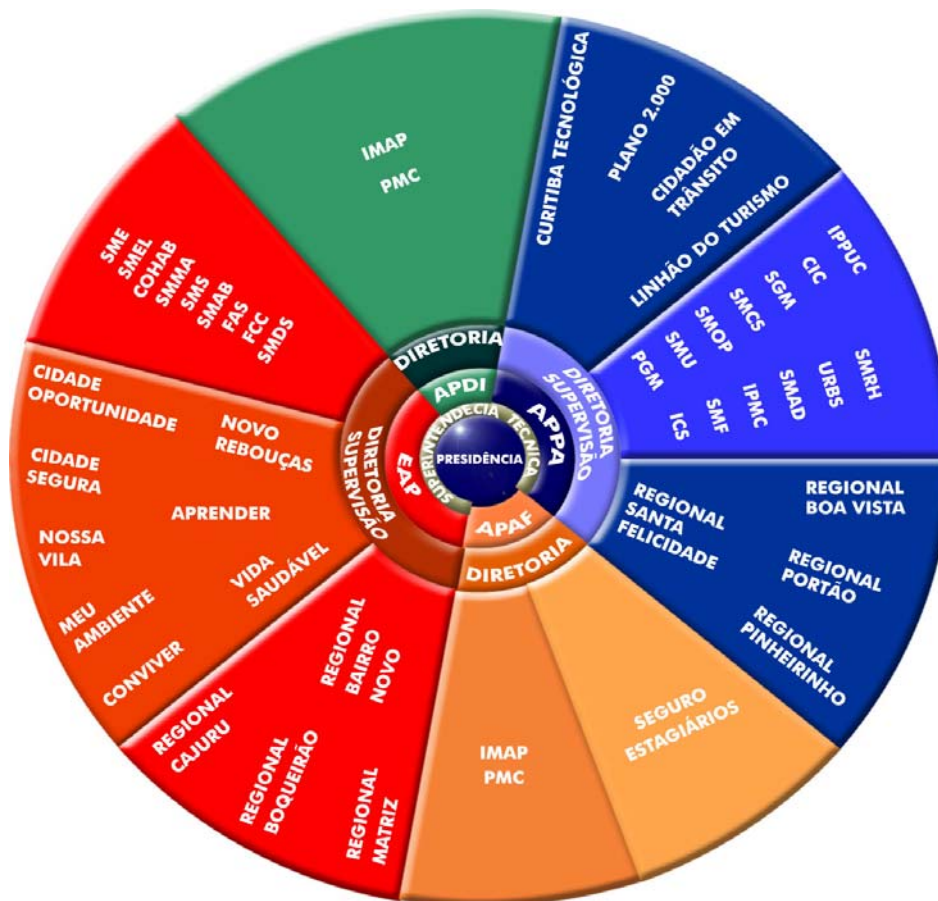 PRESIDÊNCIA
SUPERINTENDECIA TÉCNICA
APDI
DIRETORIA
IMAP
PMC
APPA
DIRETORIA
SUPERVISÃO
CURITIBA TECNOLÓGICA
PLANO 2.000
CIDADÃO EM
TRÂNSITO
LINHÃO DO TURISMO
IPPUC
CIC
SGM
SMCS
SMOP
SMU
PGM
SMRH
URBS
SMAD
IPMC
SMF
ICS
REGIONAL
BOA VISTA
REGIONAL
SANTA
FELICIDADE
REGIONAL
PORTÃO
REGIONAL
PINHEIRINHO
APAF
DIRETORIA
SEGURO
ESTAGIÁRIOS
IMAP
PMC
EAP
DIRETORIA
SUPERVISÃO
REGIONAL
BAIRRO
NOVO
REGIONAL
CAJURU
REGIONAL
BOQUEIRÃO
REGIONAL
MATRIZ
CIDADE
OPORTUNIDADE
NOVO
REBOUÇAS
CIDADE
SEGURA
APRENDER
NOSSA
VILA
VIDA
SAUDÁVEL
MEU
AMBIENTE
CONVIVER
SME
SMEL
COHAB
SMMA
SMS
SMAB
FAS
FCC
SMDS